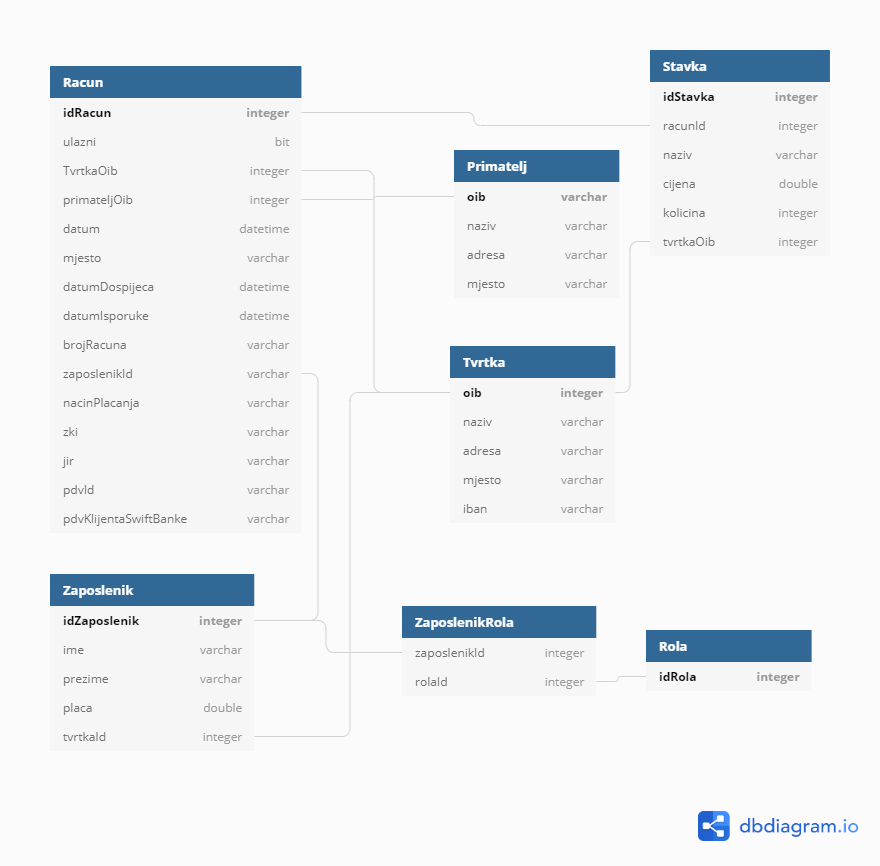 Racun
idRacun integer
ulazni bit
TvrtkaOib integer
primateljOib integer
datum datetime
mjesto varchar
datumDospijeca datetime
datumIsporuke datetime
brojRacuna varchar
zaposlenikId varchar
nacinPlacanja varchar
zki varchar
jir varchar
pdvId varchar
pdvKlijentaSwiftBanke varchar
Stavka
idStavka integer
racunId integer
naziv varchar
cijena double
kolicina integer
tvrtkaOib integer
Primatelj
oib varchar
naziv varchar
adresa varchar
mjesto varchar
Tvrtka
oib integer
naziv varchar
adresa varchar
mjesto varchar
iban varchar
Zaposlenik
idZaposlenik integer
ime varchar
prezime varchar
placa double
tvrtkaId integer
ZaposlenikRola
zaposlenikId integer
rolaId integer
Rola
idRola integer
dbdiagram.io